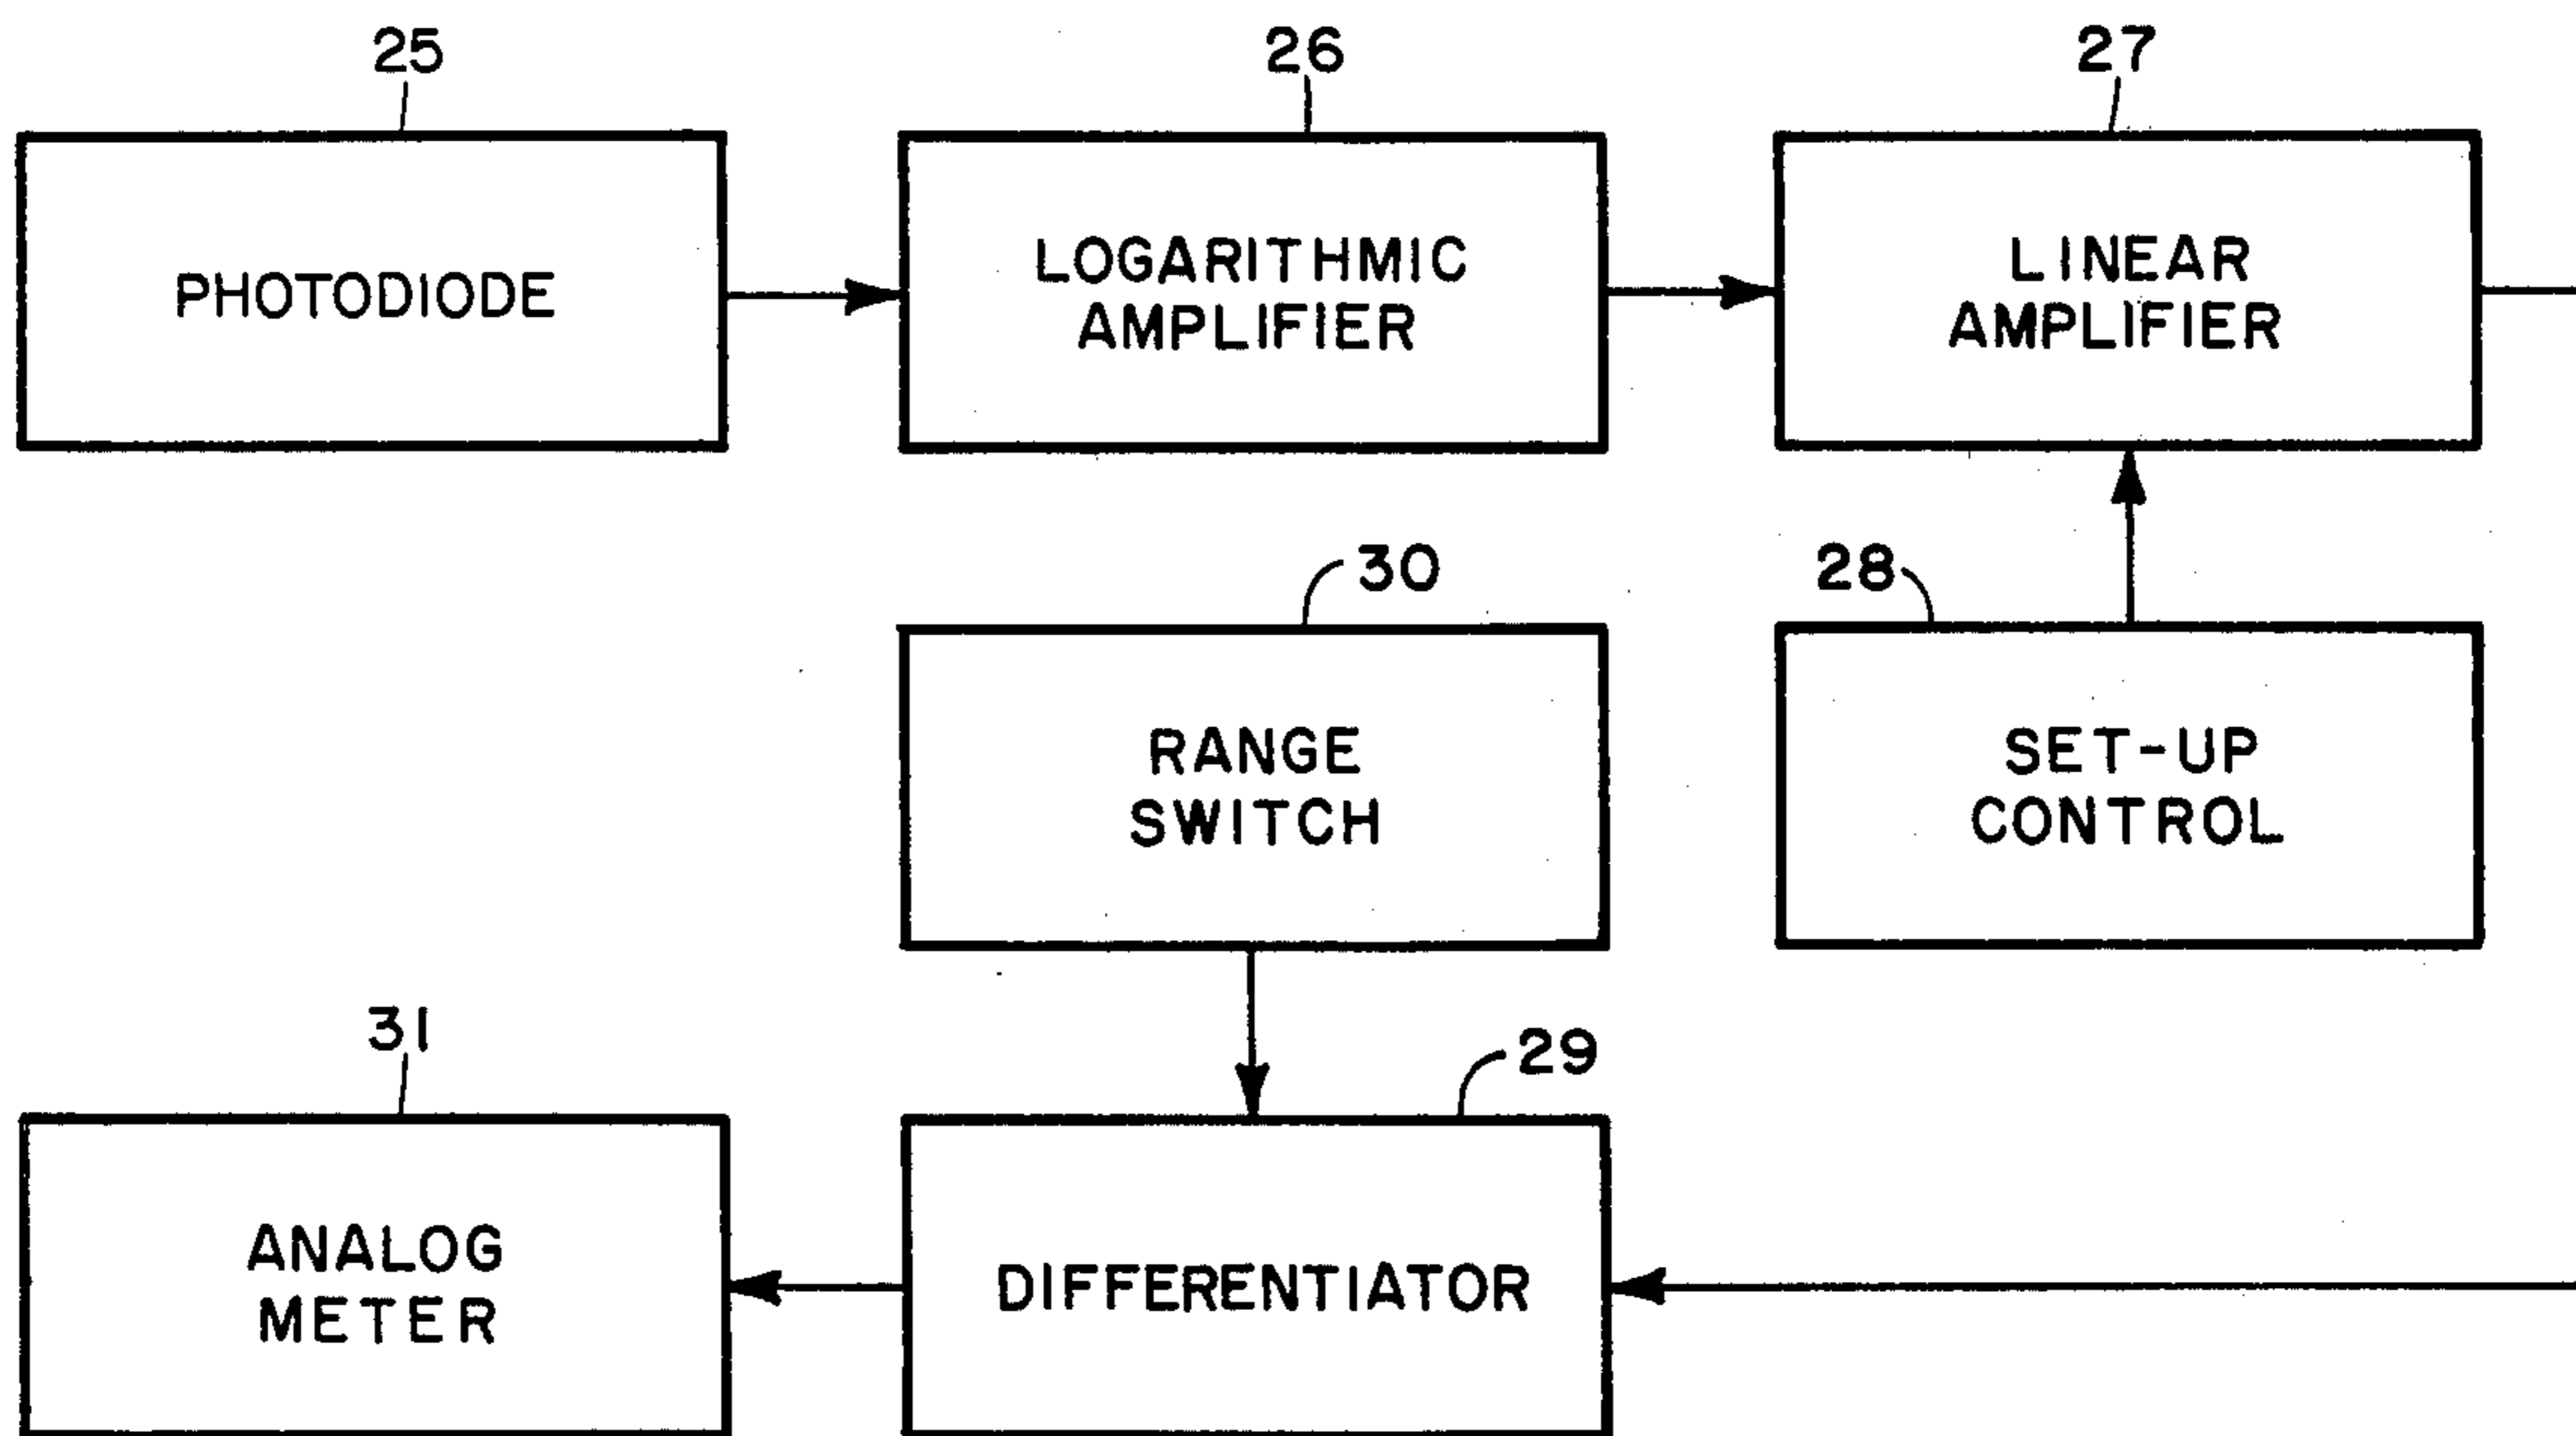 25
26
27
PHOTODIODE
LOGARITHMIC
AMPLIFIER
LINEAR
AMPLIFIER
30
28
RANGE
SWITCH
SET-UP
CONTROL
31
29
ANALOG
METER
DIFFERENTIATOR